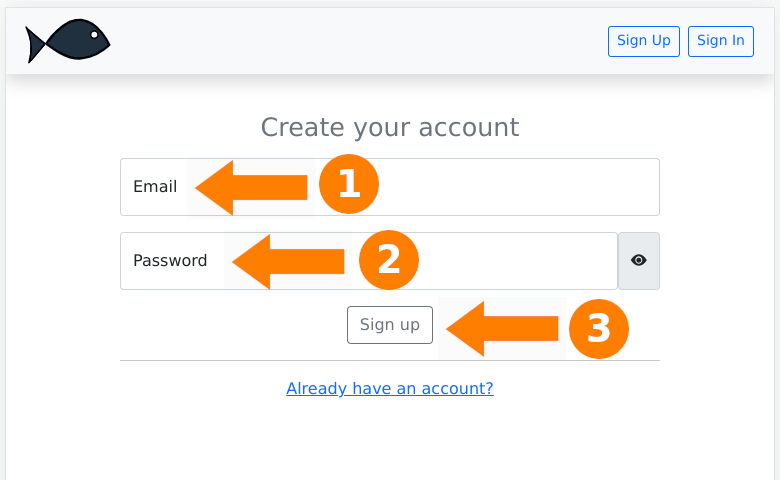 Sign Up Sign In
Create your account
Email 1
Password 2
Sign up 3
Already have an account?